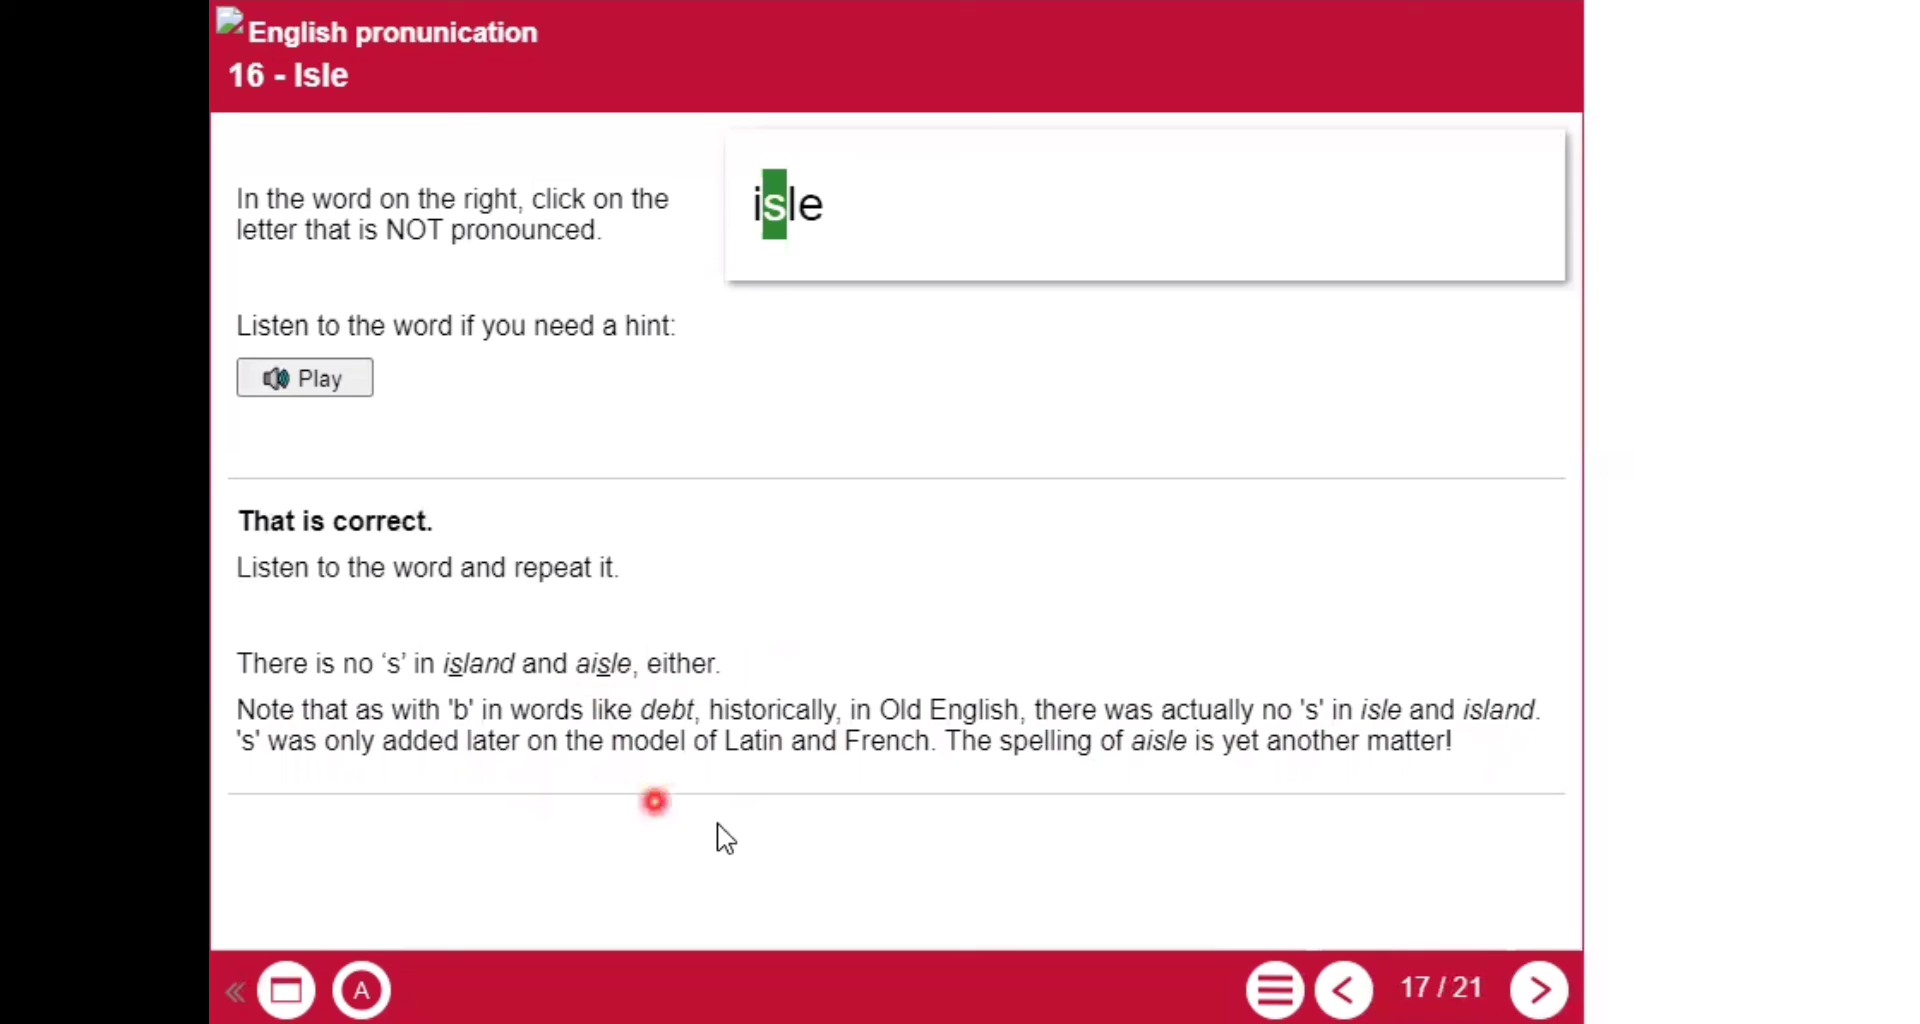 English pronunication
16 - Isle
In the word on the right, click on the
letter that is NOT pronounced.
isle
Listen to the word if you need a hint:
Play
That is correct.
Listen to the word and repeat it.
There is no ‘s’ in island and aisle, either.
Note that as with 'b' in words like debt, historically, in Old English, there was actually no 's' in isle and island.
's' was only added later on the model of Latin and French. The spelling of aisle is yet another matter!
A
17 / 21